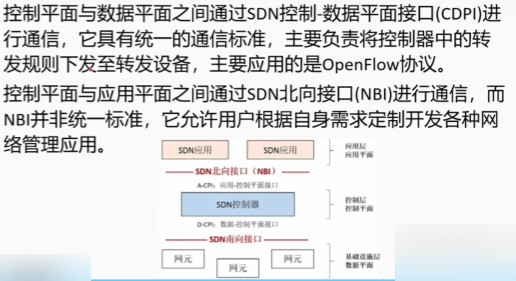 控制平面与数据平面之间通过SDN控制-数据平面接口(CDPI)进
行通信，它具有统一的通信标准，主要负责将控制器中的转
发规则下发至转发设备，主要应用的是OpenFlow协议。
控制平面与应用平面之间通过SDN北向接口(NBI)进行通信，而
NBI并非统一标准，它允许用户根据自身需求定制开发各种网
络管理应用。
SDN应用 SDN应用 应用层
应用平面
SDN北向接口（NBI）
A-CPI：应用-控制平面接口
SDN控制器 控制层
控制平面
D-CPI：数据-控制平面接口
SDN南向接口
网元 网元 网元 基础设施层
数据平面